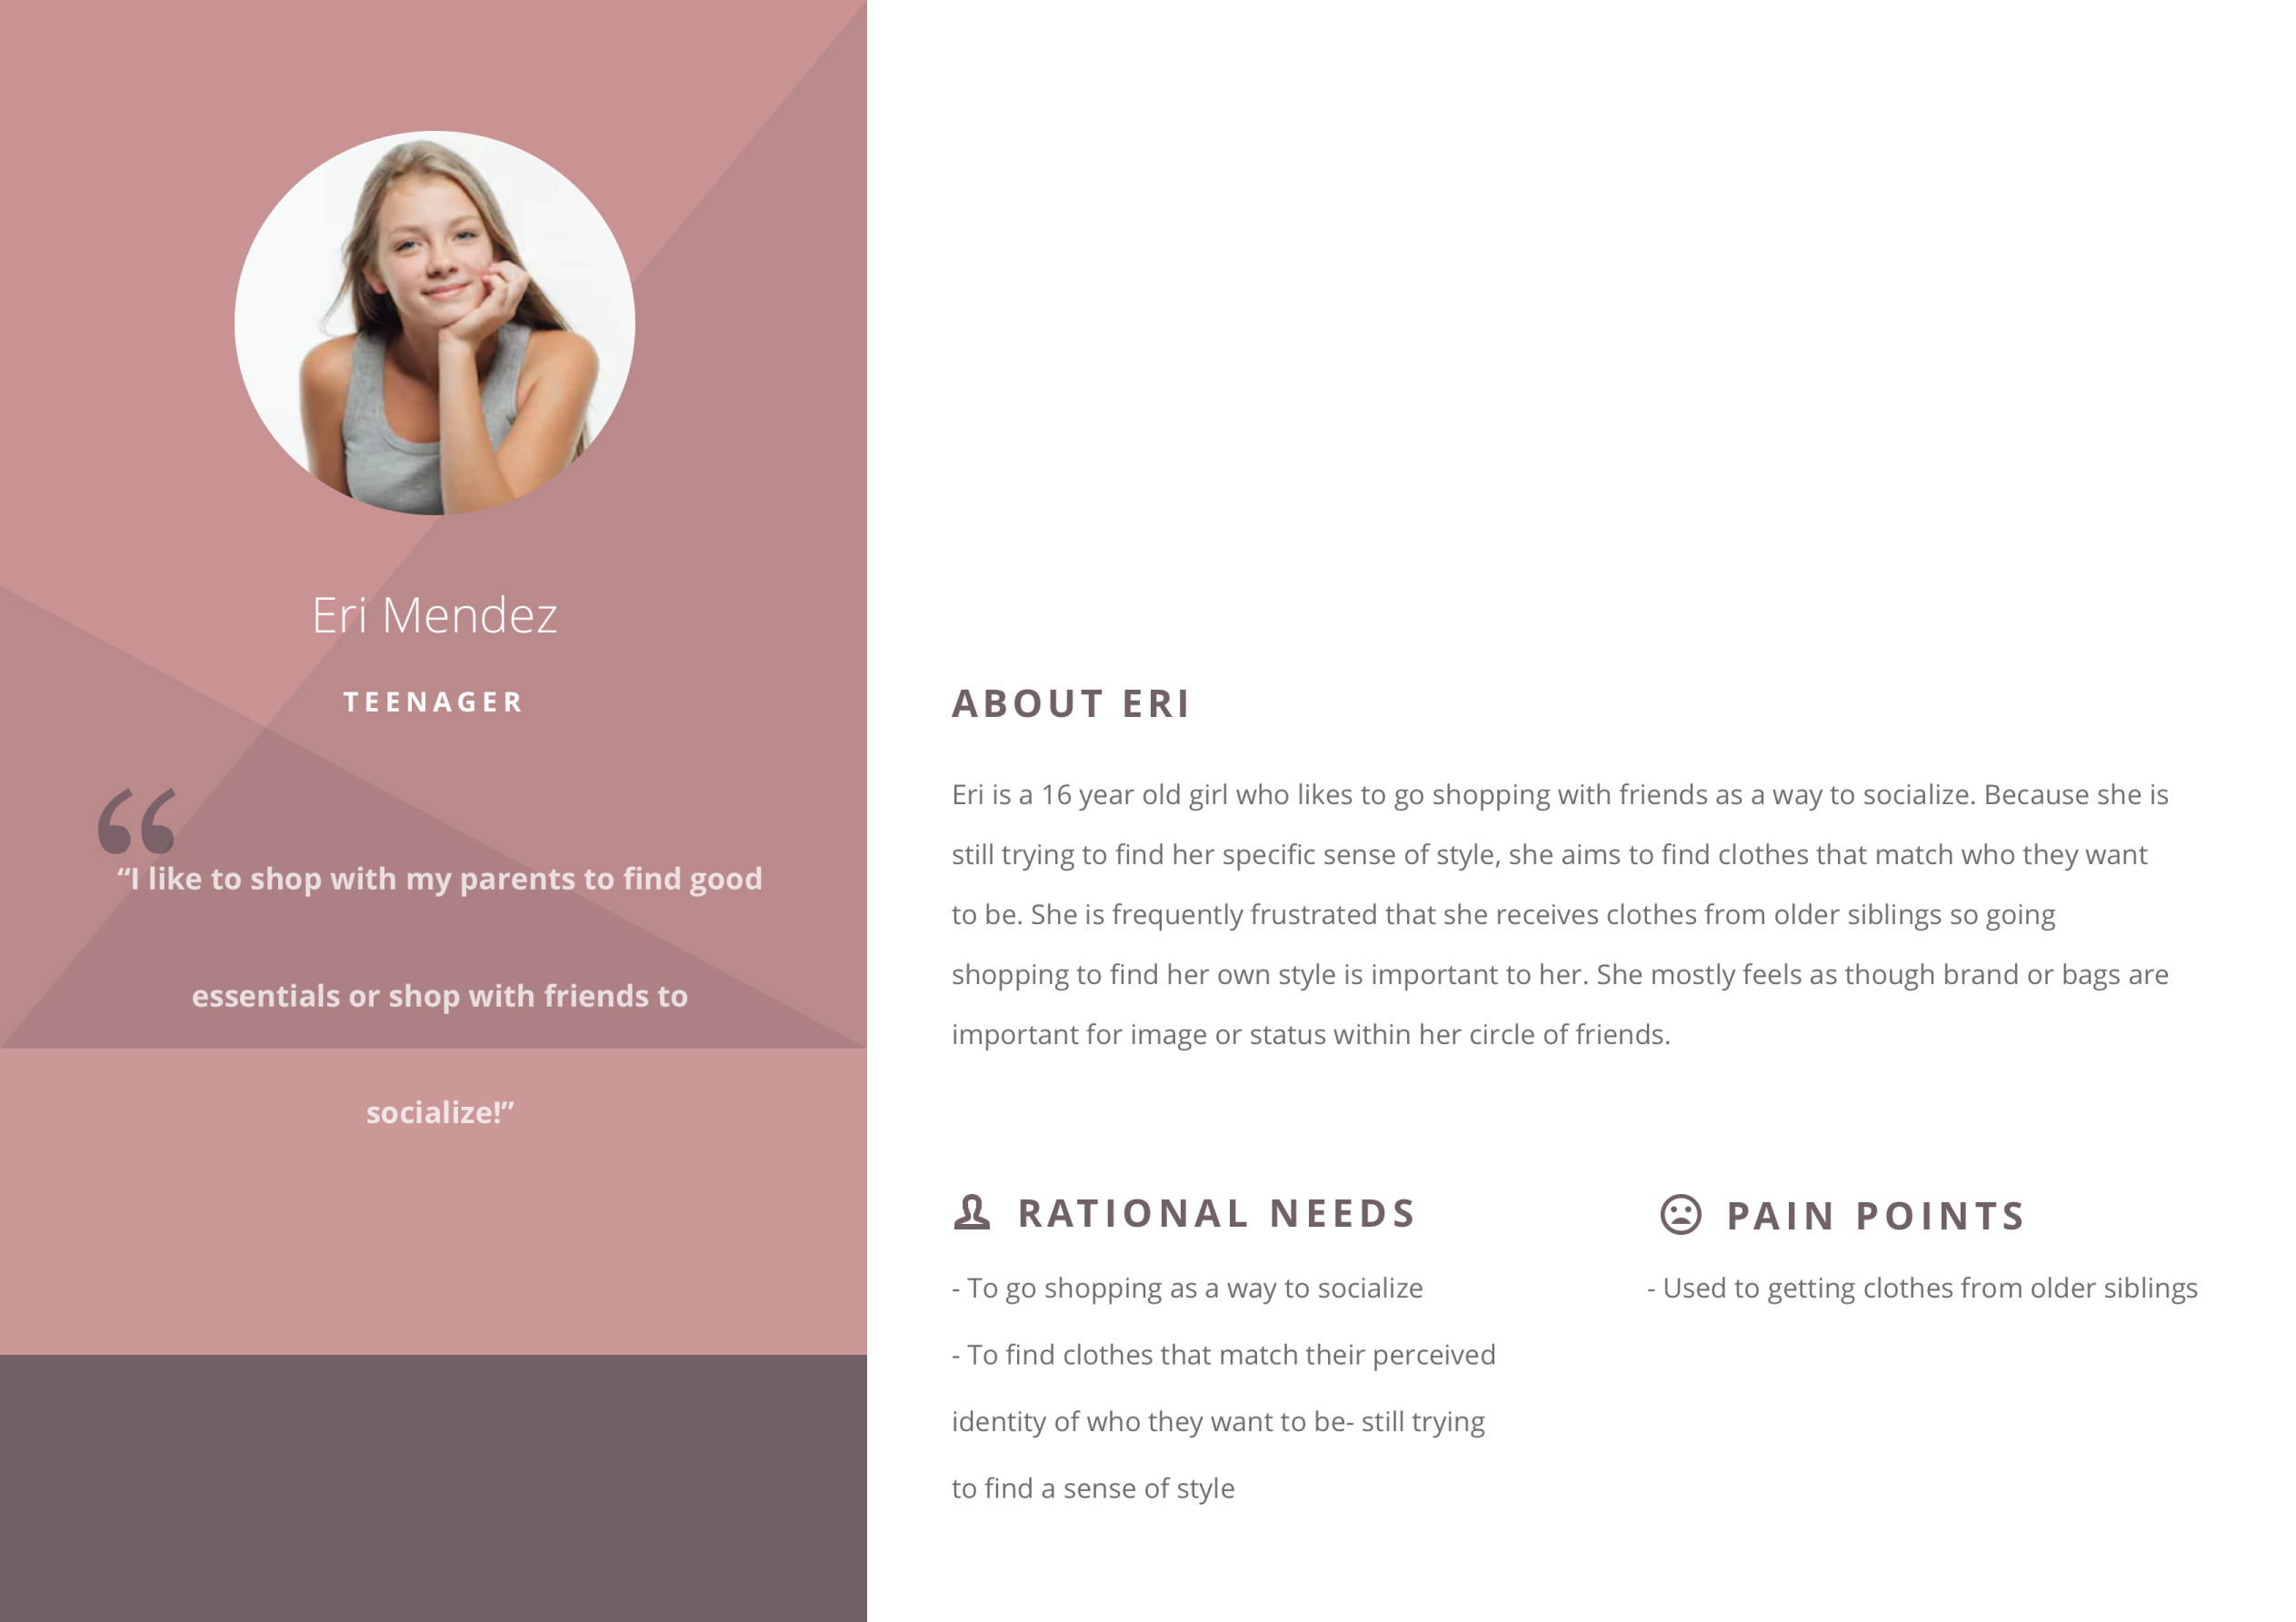 Eri Mendez
TEENAGER
“I like to shop with my parents to find good
essentials or shop with friends to
socialize!”
ABOUT ERI
Eri is a 16 year old girl who likes to go shopping with friends as a way to socialize. Because she is
still trying to find her specific sense of style, she aims to find clothes that match who they want
to be. She is frequently frustrated that she receives clothes from older siblings so going
shopping to find her own style is important to her. She mostly feels as though brand or bags are
important for image or status within her circle of friends.
RATIONAL NEEDS
- To go shopping as a way to socialize
- To find clothes that match their perceived
identity of who they want to be- still trying
to find a sense of style
PAIN POINTS
- Used to getting clothes from older siblings